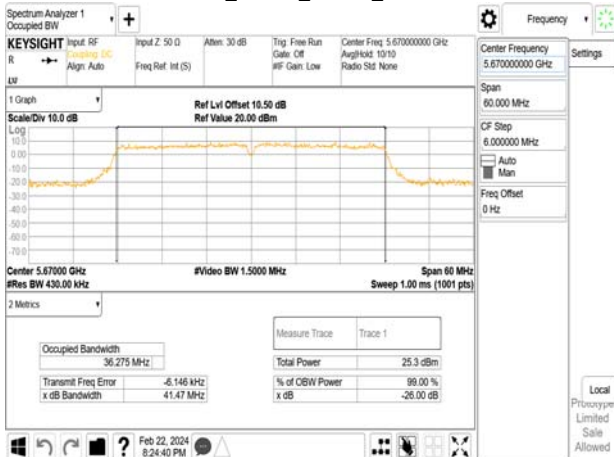 Spectrum Analyzer 1
Occupied BW
+
Frequency
KEYSIGHT
R
Input: RF
Coupling: DC
Align: Auto
Input Z: 50 Ω
Freq Ref: Int (S)
Atten: 30 dB
Trig: Free Run
Gate: Off
#IF Gain: Low
Center Freq: 5.670000000 GHz
Avg|Hold: 10/10
Radio Std: None
Center Frequency
5.670000000 GHz
Settings
Span
60.000 MHz
CF Step
6.000000 MHz
Auto
Man
Freq Offset
0 Hz
1 Graph
Scale/Div 10.0 dB
Ref Lvl Offset 10.50 dB
Ref Value 20.00 dBm
Log
10.0
0.00
-10.0
-20.0
-30.0
-40.0
-50.0
-60.0
-70.0
Center 5.67000 GHz
#Video BW 1.5000 MHz
Span 60 MHz
#Res BW 430.00 kHz
Sweep 1.00 ms (1001 pts)
2 Metrics
Measure Trace
Trace 1
Occupied Bandwidth
36.275 MHz
Total Power
25.3 dBm
Transmit Freq Error
-6.146 kHz
% of OBW Power
99.00 %
x dB Bandwidth
41.47 MHz
x dB
-26.00 dB
Local
Prototype
Limited
Sale
Allowed
?
Feb 22, 2024
8:24:40 PM